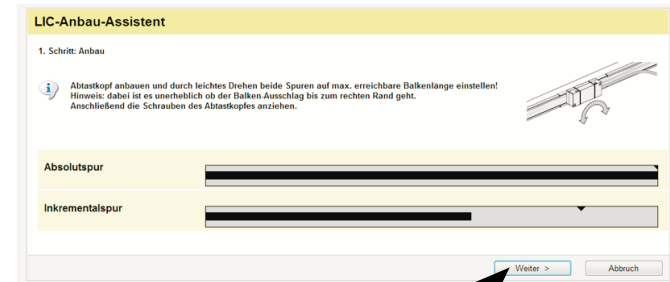 LIC-Anbau-Assistent
1. Schritt: Anbau
Abtastkopf anbauen und durch leichtes Drehen beide Spuren auf max. erreichbare Balkenlänge einstellen!
Hinweis: dabei ist es unerheblich ob der Balken-Ausschlag bis zum rechten Rand geht.
Anschließend die Schrauben des Abtastkopfes anziehen.
Absolutspur
Inkrementalspur
Weiter >
Abbruch